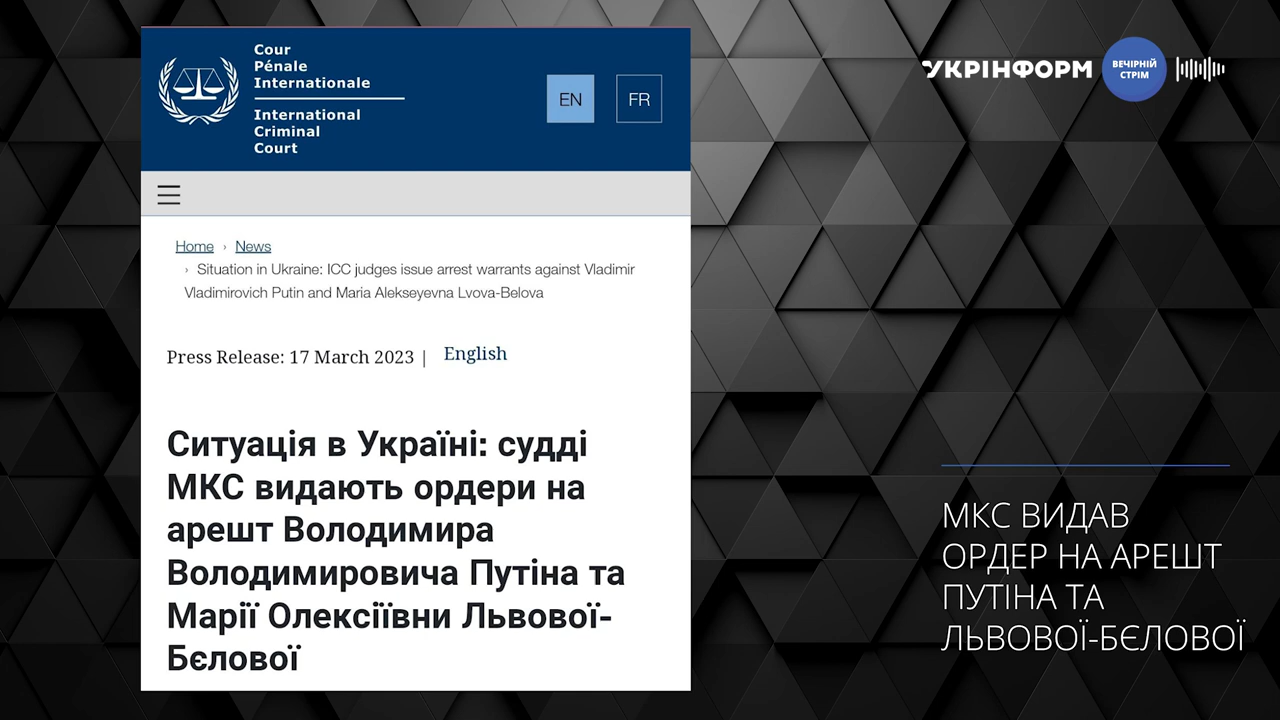 Cour
Pénale
Internationale
International
Criminal
Court
EN
FR
Home › News
› Situation in Ukraine: ICC judges issue arrest warrants against Vladimir
Vladimirovich Putin and Maria Alekseyevna Lvova-Belova
Press Release: 17 March 2023 | English
Ситуація в Україні: судді
МКС видають ордери на
арешт Володимира
Володимировича Путіна та
Марії Олексіївни Львової-
Бєлової
УКРІНФОРМ
ВЕЧІРНІЙ
СТРІМ
МКС ВИДАВ
ОРДЕР НА АРЕШТ
ПУТІНА ТА
ЛЬВОВОЇ-БЄЛОВОЇ